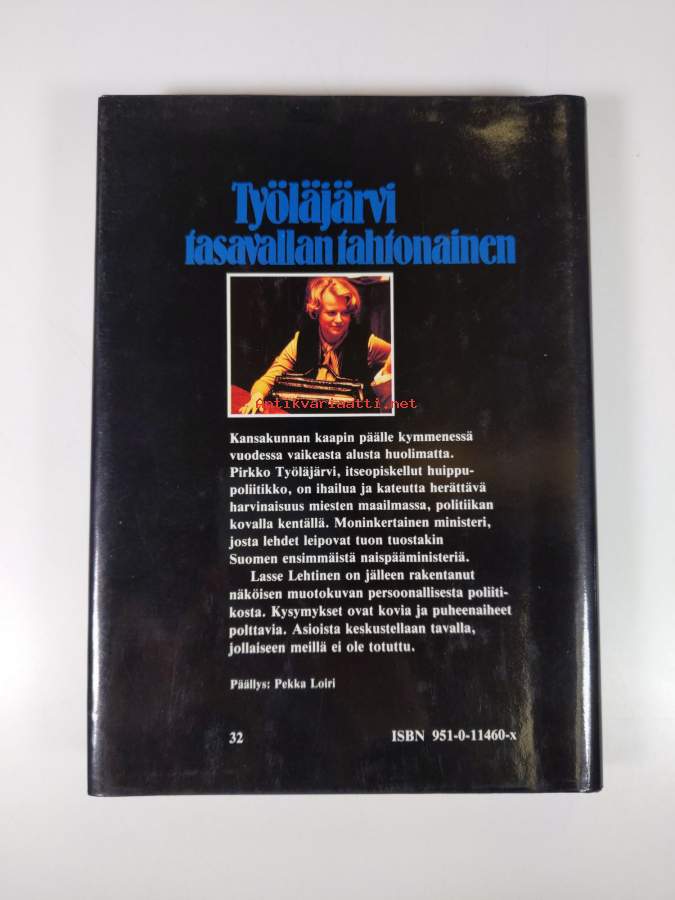 Työläjärvi
tasavallan tahtonainen
Antikvariaatti.net
Kansakunnan kaapin päälle kymmenessä
vuodessa vaikeasta alusta huolimatta.
Pirkko Työläjärvi, itseopiskellut huippu-
poliitikko, on ihailua ja kateutta herättävä
harvinaisuus miesten maailmassa, politiikan
kovalla kentällä. Moninkertainen ministeri,
josta lehdet leipovat tuon tuostakin
Suomen ensimmäistä naispääministeriä.
Lasse Lehtinen on jälleen rakentanut
näköisen muotokuvan persoonallisesta poliiti-
kosta. Kysymykset ovat kovia ja puheenaiheet
polttavia. Asioista keskustellaan tavalla,
jollaiseen meillä ei ole totuttu.
Päällys: Pekka Loiri
32 ISBN 951-0-11460-x